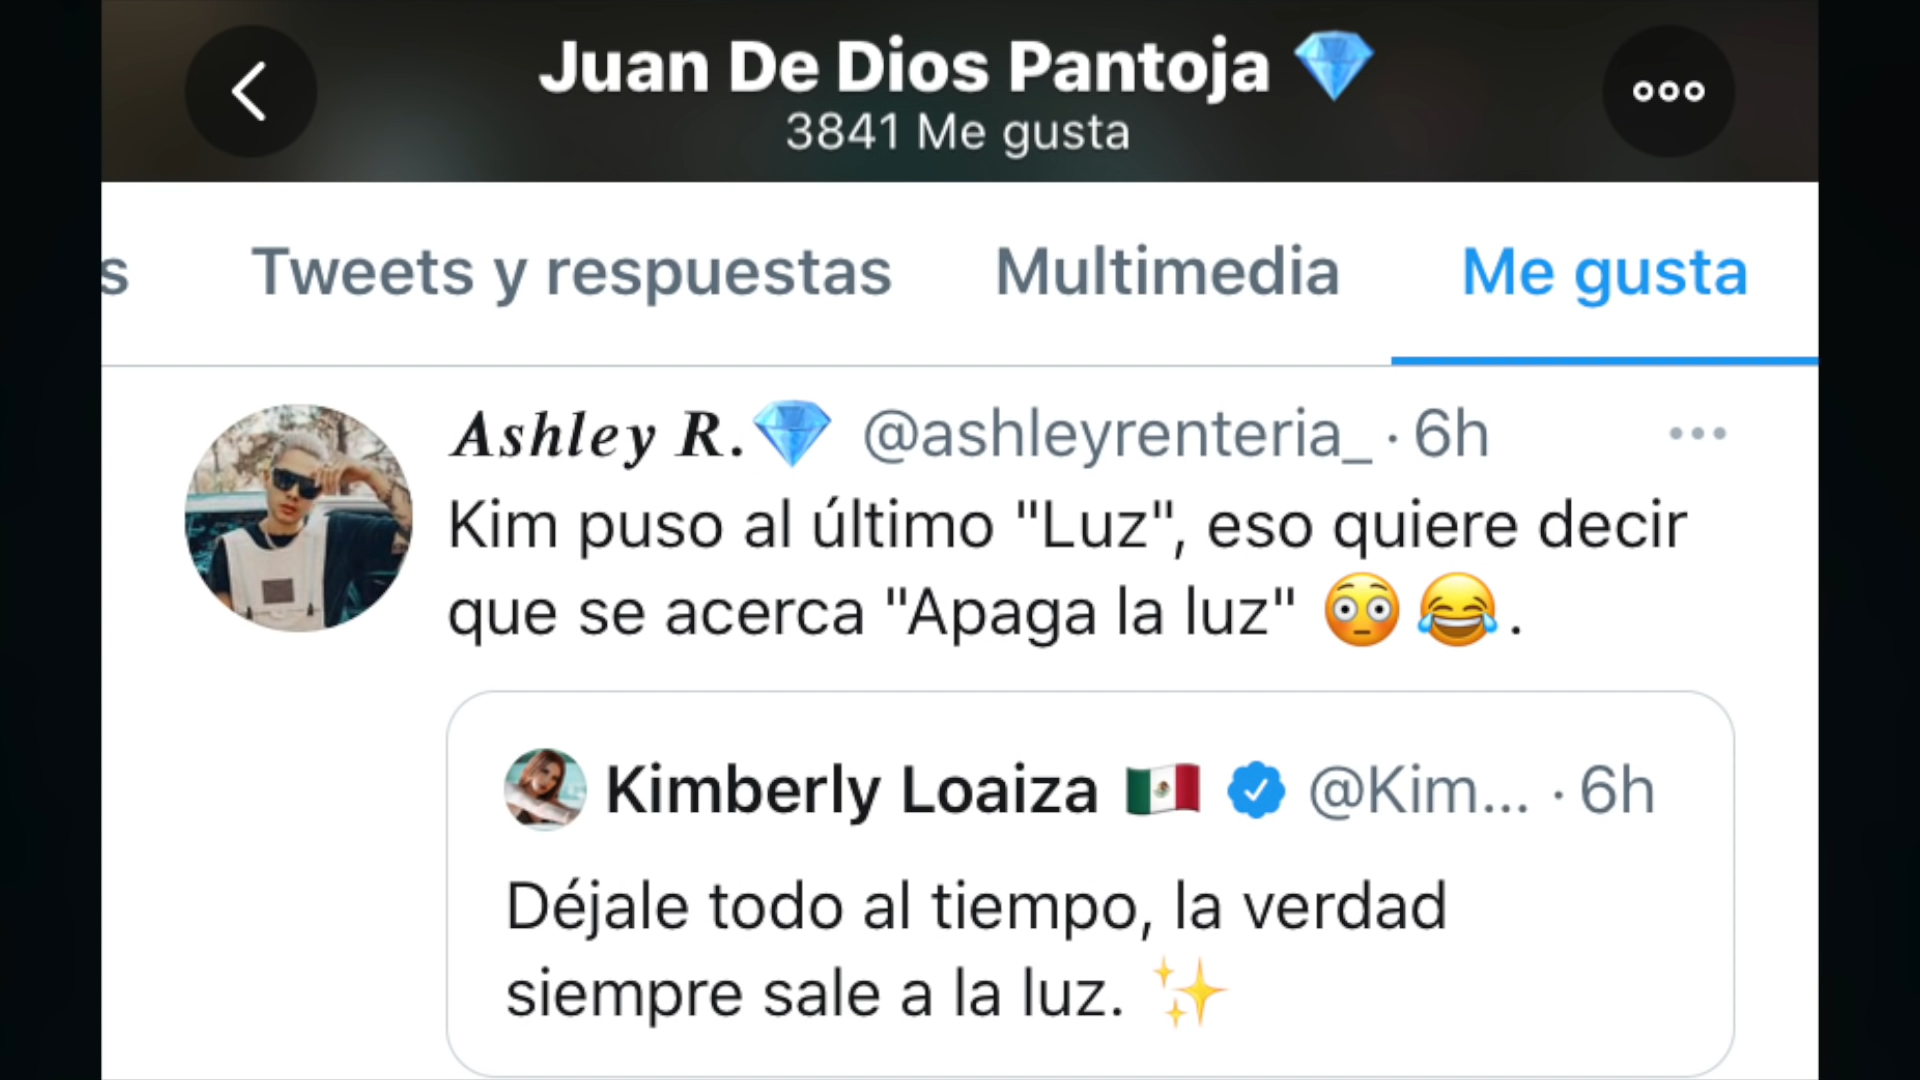 Juan De Dios Pantoja 💎
3841 Me gusta
s Tweets y respuestas Multimedia Me gusta
Ashley R.💎 @ashleyrenteria_ · 6h
Kim puso al último "Luz", eso quiere decir
que se acerca "Apaga la luz" 😳😂.
Kimberly Loaiza 🇲🇽 @Kim... · 6h
Déjale todo al tiempo, la verdad
siempre sale a la luz. ✨